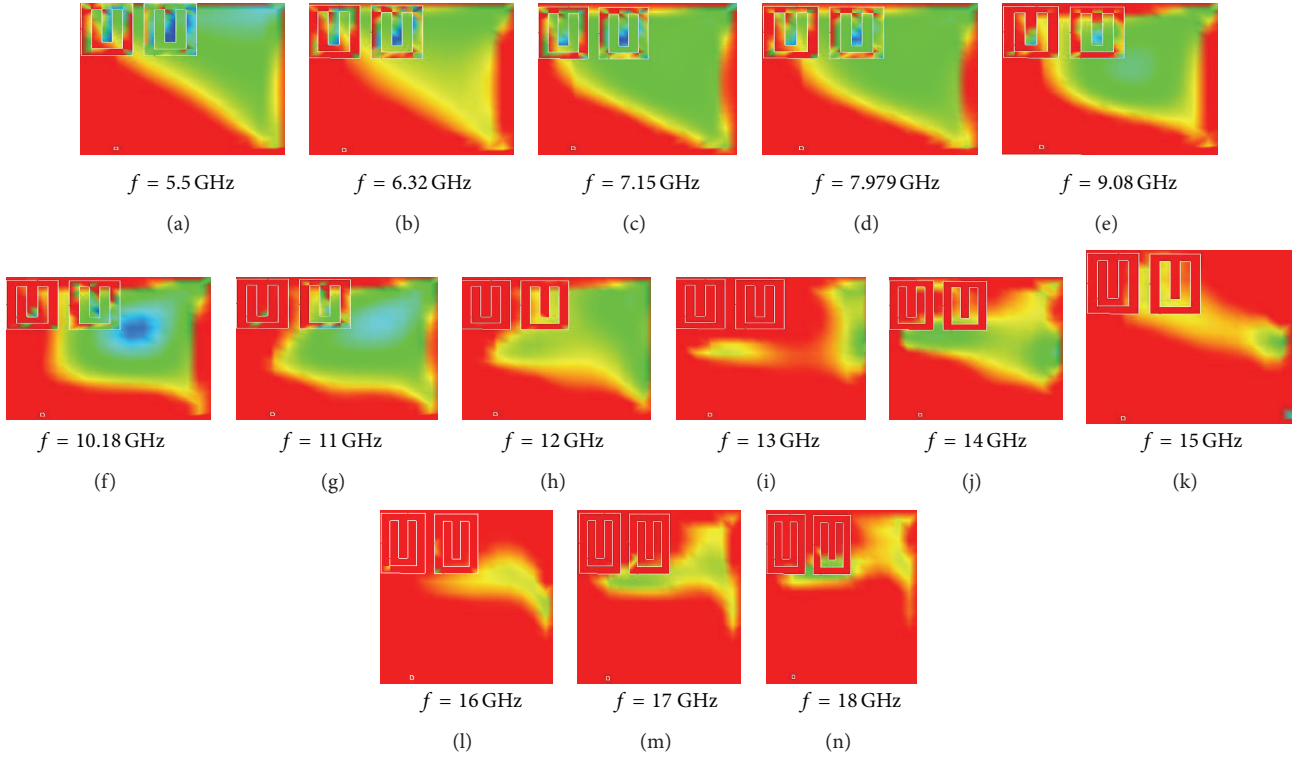 f = 5.5 GHz
f = 6.32 GHz
f = 7.15 GHz
f = 7.979 GHz
f = 9.08 GHz
(a)
(b)
(c)
(d)
(e)
f = 10.18 GHz
f = 11 GHz
f = 12 GHz
f = 13 GHz
f = 14 GHz
f = 15 GHz
(f)
(g)
(h)
(i)
(j)
(k)
f = 16 GHz
f = 17 GHz
f = 18 GHz
(l)
(m)
(n)